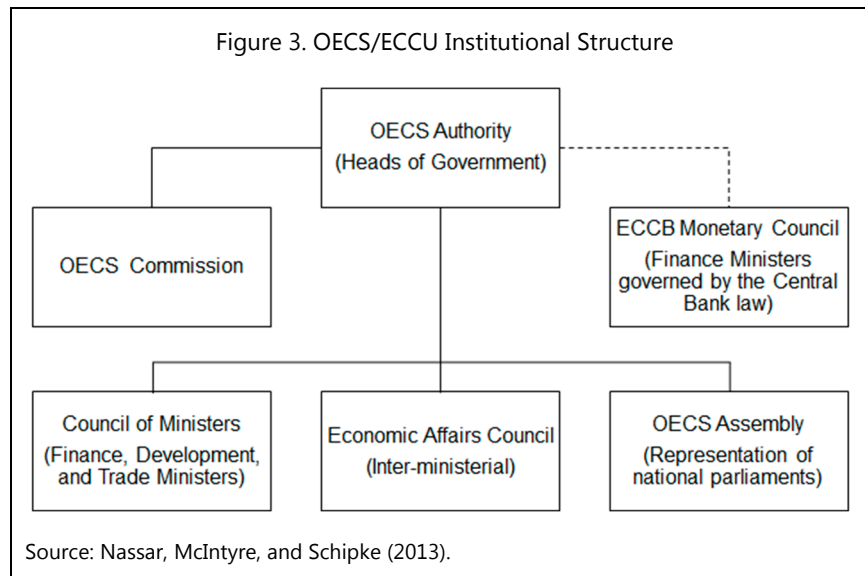 Figure 3. OECS/ECCU Institutional Structure
OECS Authority
(Heads of Government)
OECS Commission
ECCB Monetary Council
(Finance Ministers
governed by the Central
Bank law)
Council of Ministers
(Finance, Development,
and Trade Ministers)
Economic Affairs Council
(Inter-ministerial)
OECS Assembly
(Representation of
national parliaments)
Source: Nassar, McIntyre, and Schipke (2013).